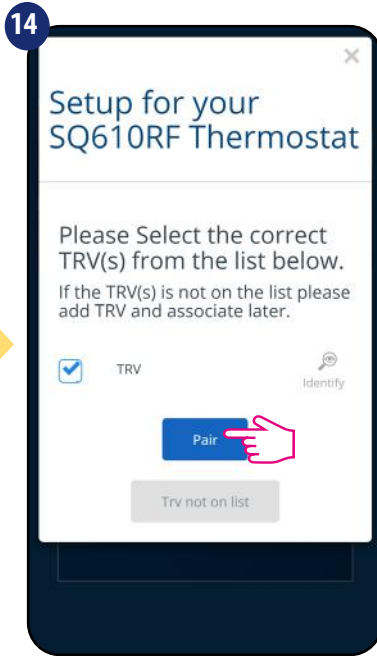 14
×
Setup for your
SQ610RF Thermostat
Please Select the correct
TRV(s) from the list below.
If the TRV(s) is not on the list please
add TRV and associate later.
TRV
Identify
Pair
Trv not on list